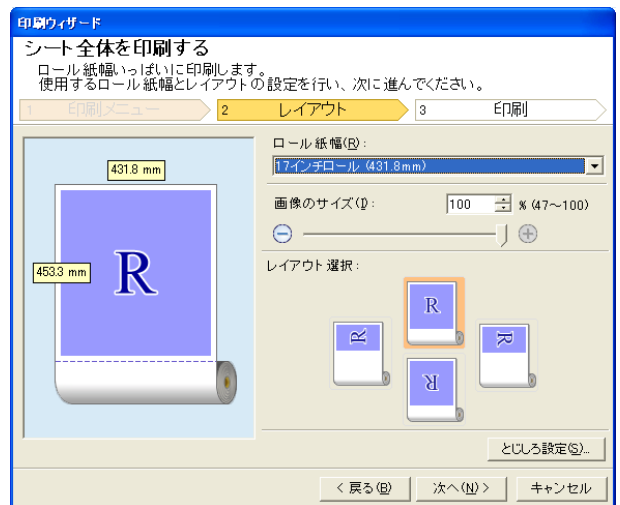 印刷ウィザード
シート全体を印刷する
ロール紙幅いっぱいに印刷します。
使用するロール紙幅とレイアウトの設定を行い、次に進んでください。
1 印刷メニュー 2 レイアウト 3 印刷
ロール紙幅(R):
17インチロール (431.8mm)
画像のサイズ(I): 100 % (47～100)
レイアウト選択:
431.8 mm
453.3 mm
R
R
R
R
R
とじしろ設定(S)...
< 戻る(B) 次へ(N) > キャンセル